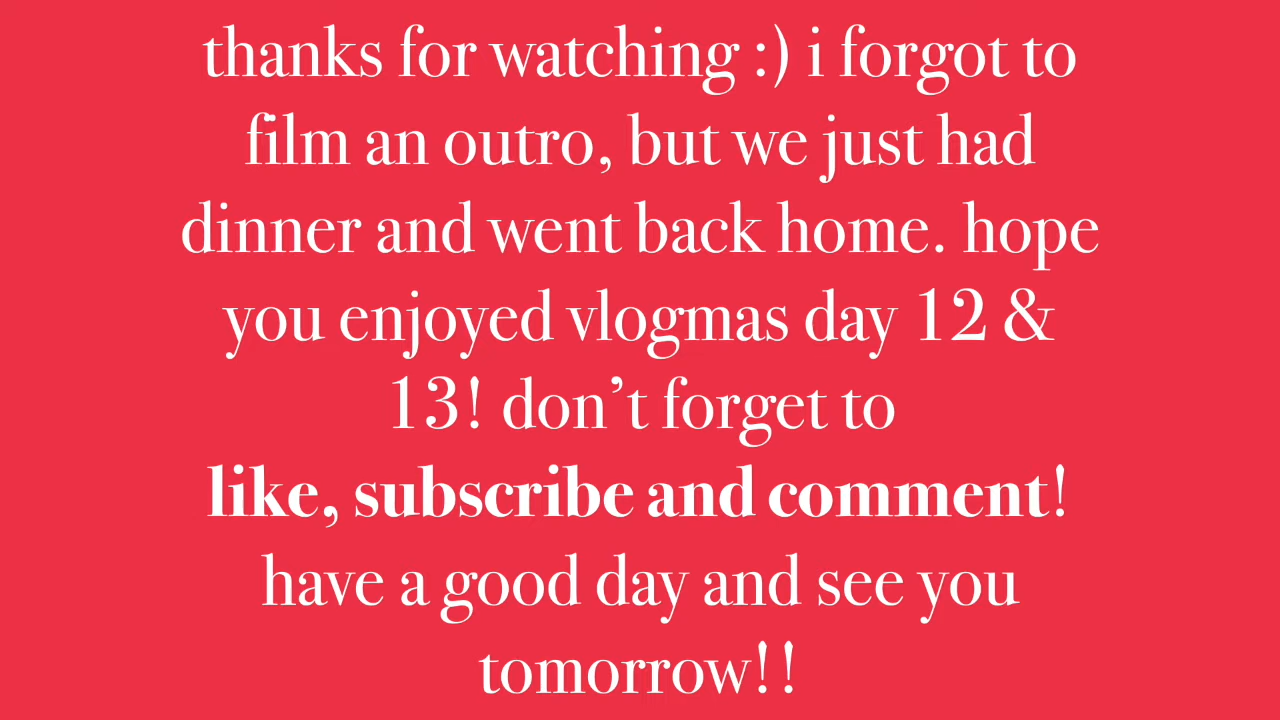 thanks for watching :) i forgot to
film an outro, but we just had
dinner and went back home. hope
you enjoyed vlogmas day 12 &
13! don’t forget to
like, subscribe and comment!
have a good day and see you
tomorrow!!